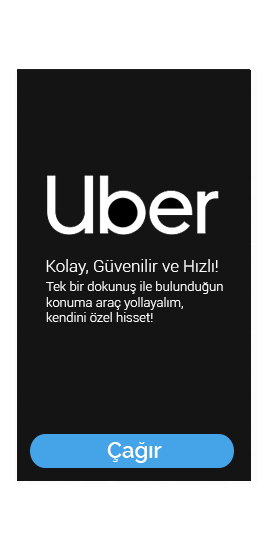 Uber
Kolay, Güvenilir ve Hızlı!
Tek bir dokunuş ile bulunduğun
konuma araç yollayalım,
kendini özel hisset!
Çağır